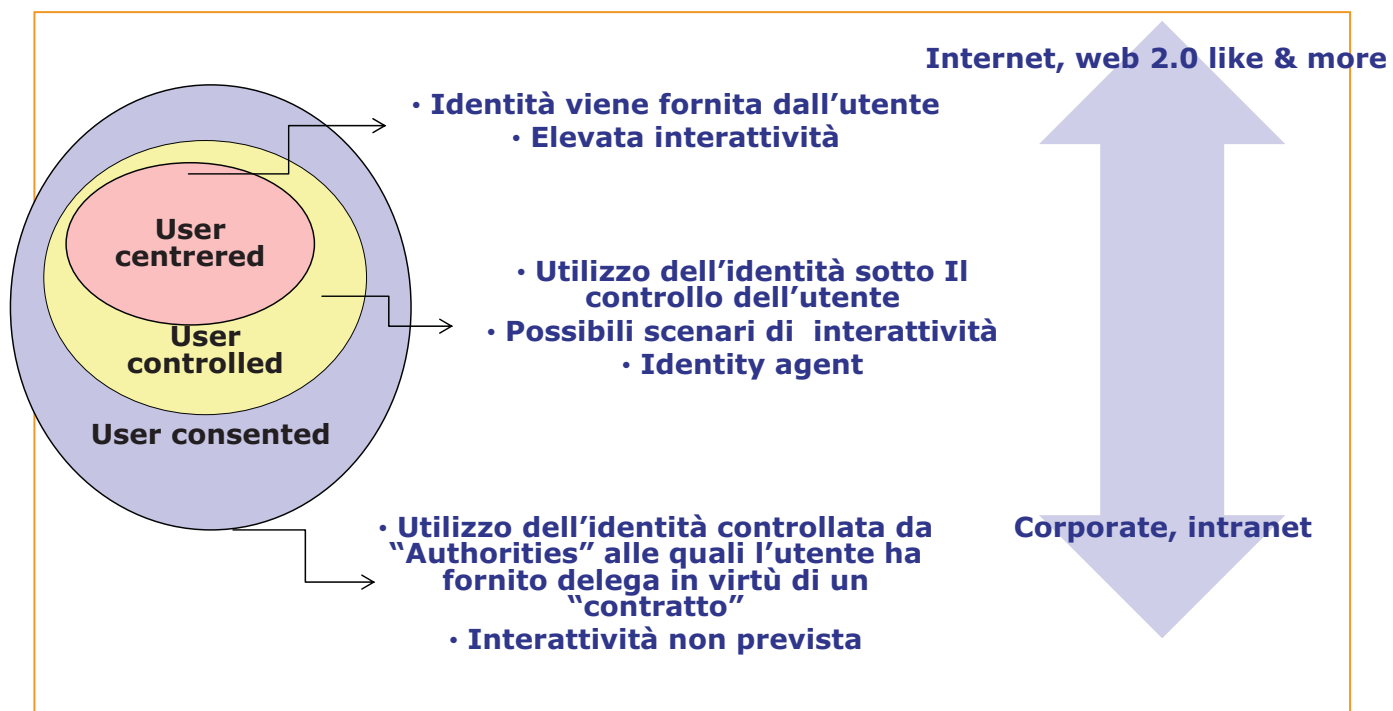 Internet, web 2.0 like & more
• Identità viene fornita dall’utente
• Elevata interattività
User
centrered
• Utilizzo dell’identità sotto Il
controllo dell’utente
• Possibili scenari di interattività
• Identity agent
User
controlled
User consented
• Utilizzo dell’identità controllata da
“Authorities” alle quali l’utente ha
fornito delega in virtù di un
“contratto”
• Interattività non prevista
Corporate, intranet